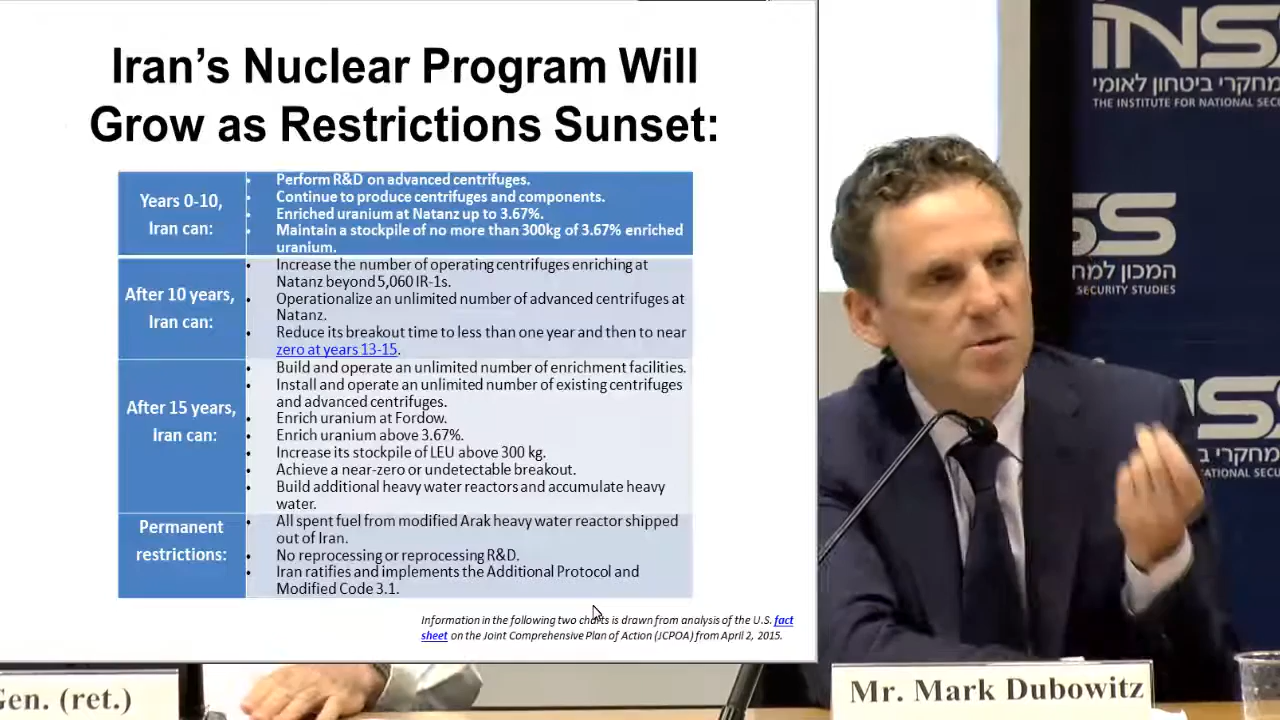 Iran's Nuclear Program Will
Grow as Restrictions Sunset:
Years 0-10,
Iran can:
Perform R&D on advanced centrifuges.
Continue to produce centrifuges and components.
Enriched uranium at Natanz up to 3.67%.
Maintain a stockpile of no more than 300kg of 3.67% enriched
uranium.
After 10 years,
Iran can:
Increase the number of operating centrifuges enriching at
Natanz beyond 5,060 IR-1s.
Operationalize an unlimited number of advanced centrifuges at
Natanz.
Reduce its breakout time to less than one year and then to near
zero at years 13-15.
After 15 years,
Iran can:
Build and operate an unlimited number of enrichment facilities.
Install and operate an unlimited number of existing centrifuges
and advanced centrifuges.
Enrich uranium at Fordow.
Enrich uranium above 3.67%.
Increase its stockpile of LEU above 300 kg.
Achieve a near-zero or undetectable breakout.
Build additional heavy water reactors and accumulate heavy
water.
Permanent
restrictions:
All spent fuel from modified Arak heavy water reactor shipped
out of Iran.
No reprocessing or reprocessing R&D.
Iran ratifies and implements the Additional Protocol and
Modified Code 3.1.
Information in the following two charts is drawn from analysis of the U.S. fact
sheet on the Joint Comprehensive Plan of Action (JCPOA) from April 2, 2015.
iNSS
מחקרי ביטחון לאומי
THE INSTITUTE FOR NATIONAL SEC
SS
המכון למח
SECURITY STUDIES
NSS
מחקרי ב
NATIONAL SECU
Gen. (ret.)
Mr. Mark Dubowitz